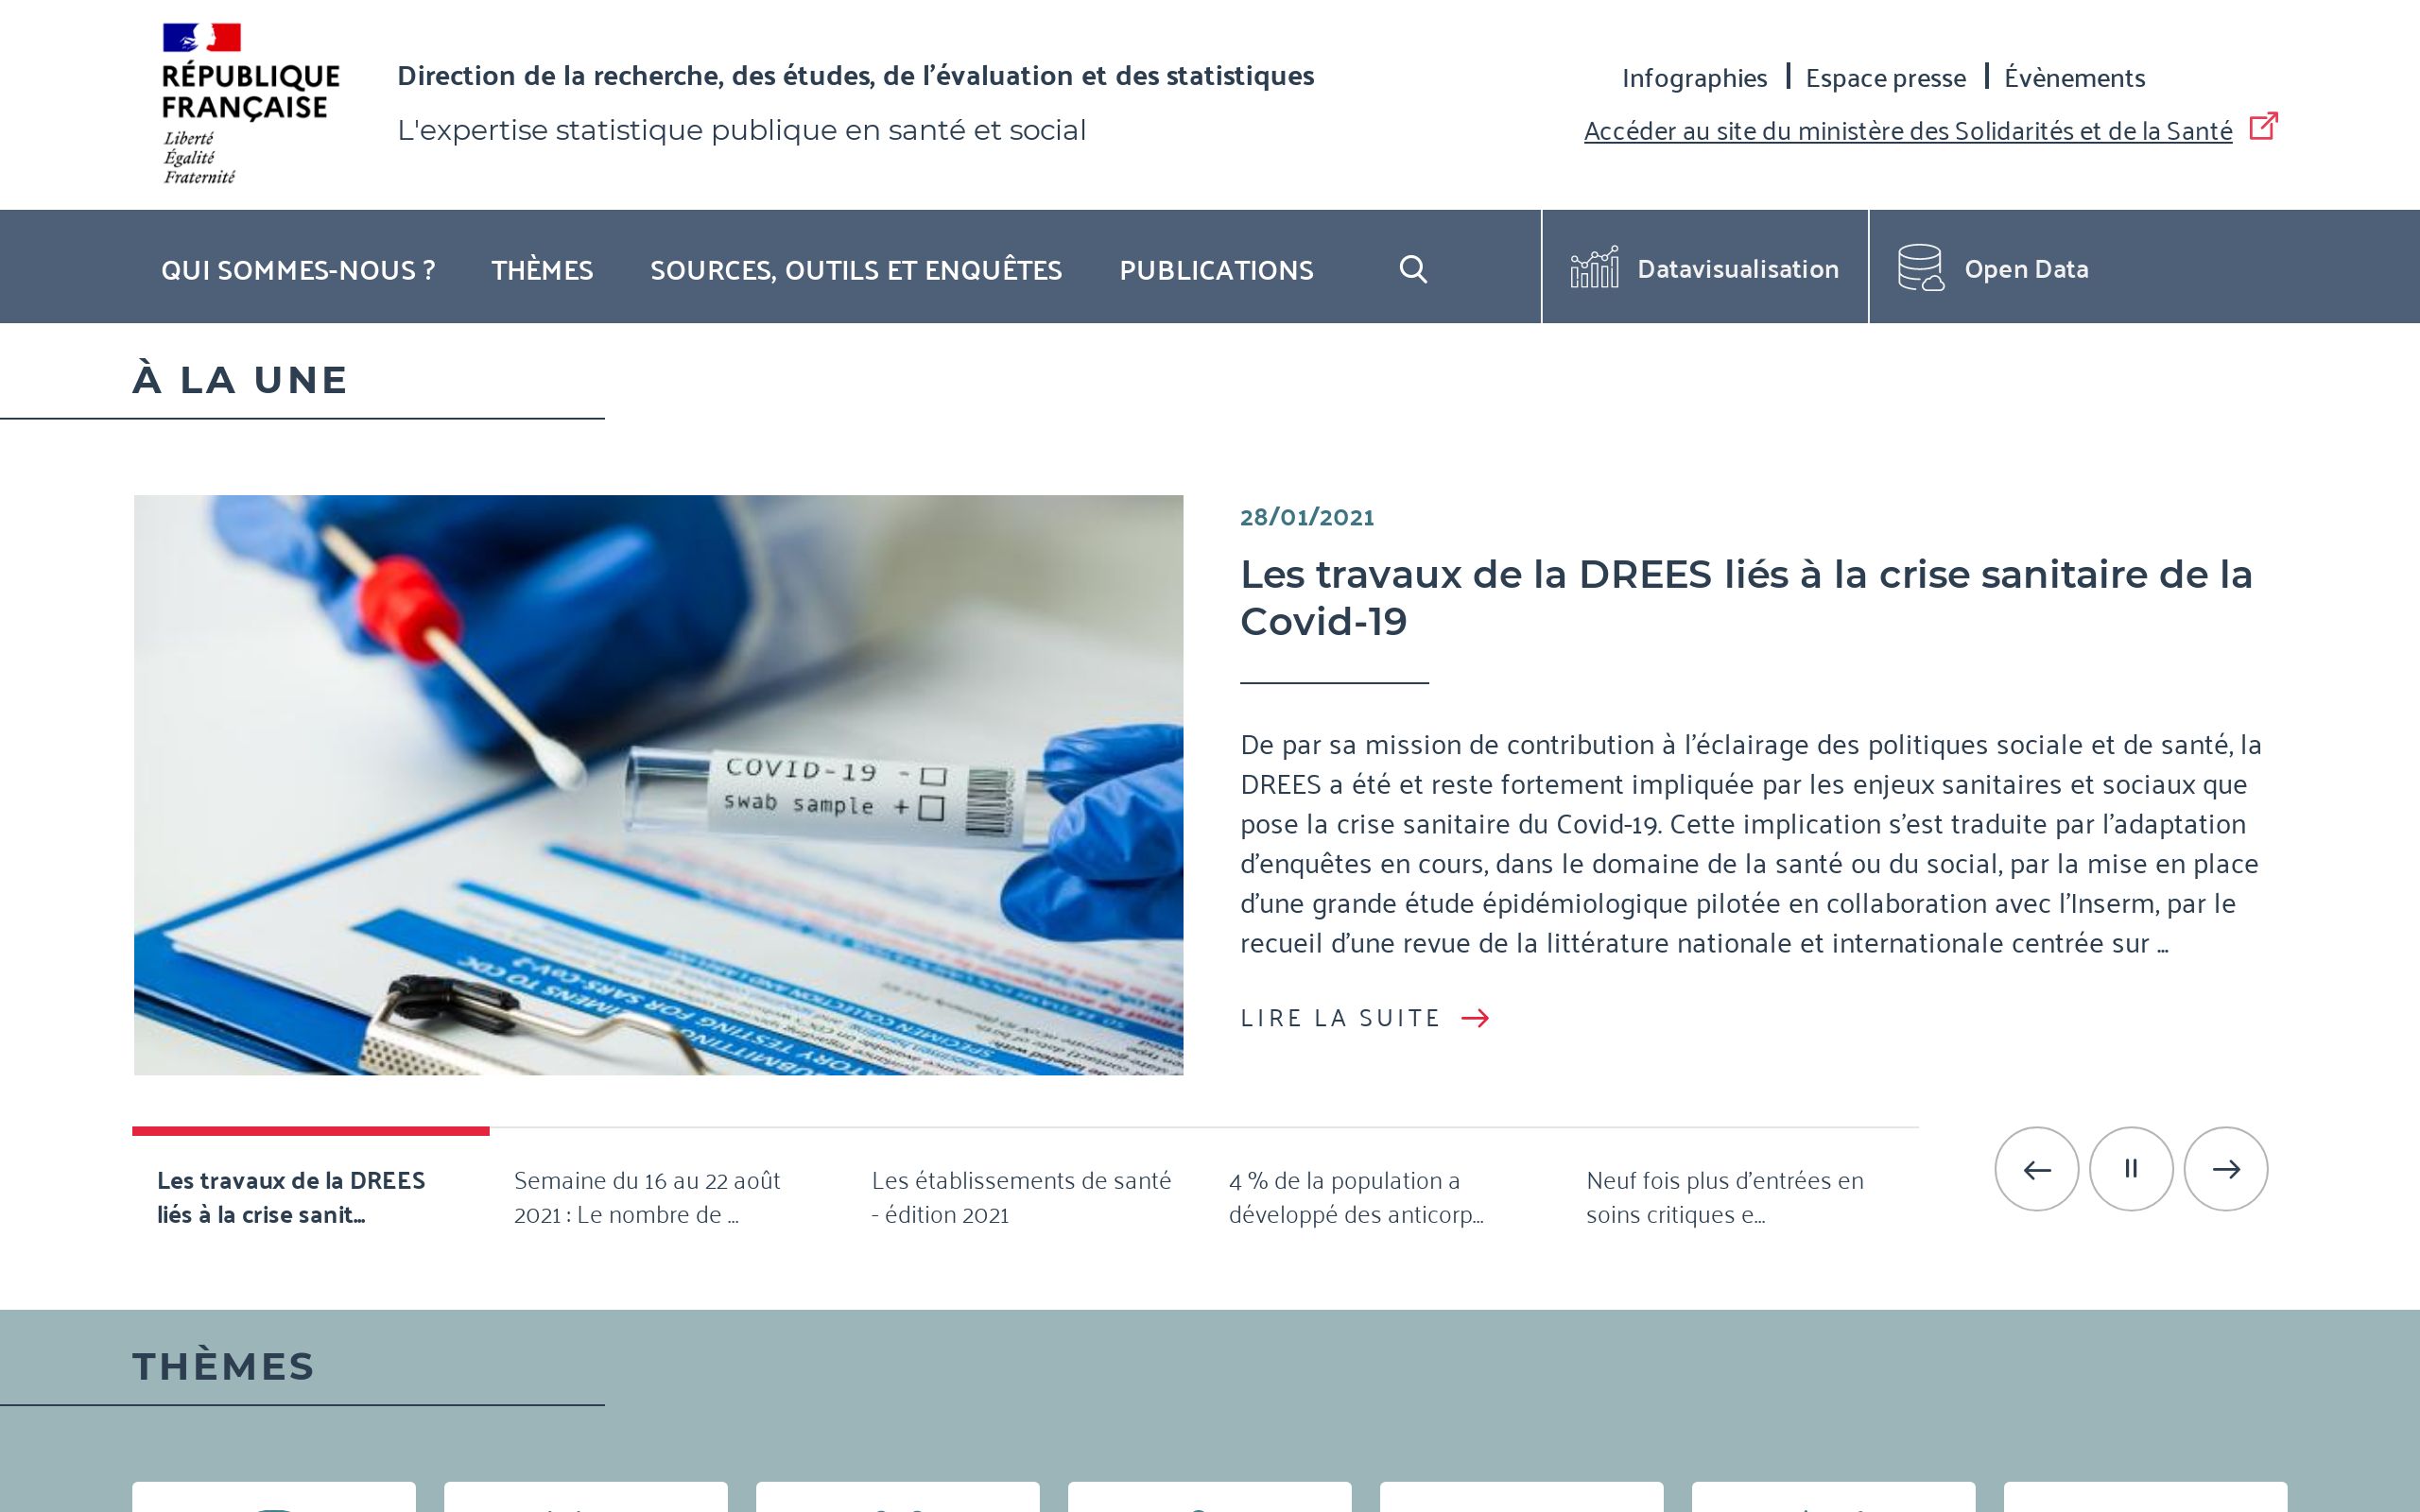 RÉPUBLIQUE
FRANÇAISE
Liberté
Égalité
Fraternité
Direction de la recherche, des études, de l'évaluation et des statistiques
L'expertise statistique publique en santé et social
Infographies
Espace presse
Évènements
Accéder au site du ministère des Solidarités et de la Santé
QUI SOMMES-NOUS ?
THÈMES
SOURCES, OUTILS ET ENQUÊTES
PUBLICATIONS
Datavisualisation
Open Data
À LA UNE
COVID-19 -
swab sample +
28/01/2021
Les travaux de la DREES liés à la crise sanitaire de la
Covid-19
De par sa mission de contribution à l'éclairage des politiques sociale et de santé, la
DREES a été et reste fortement impliquée par les enjeux sanitaires et sociaux que
pose la crise sanitaire du Covid-19. Cette implication s'est traduite par l'adaptation
d'enquêtes en cours, dans le domaine de la santé ou du social, par la mise en place
d'une grande étude épidémiologique pilotée en collaboration avec l'Inserm, par le
recueil d'une revue de la littérature nationale et internationale centrée sur ...
LIRE LA SUITE
Les travaux de la DREES
liés à la crise sanit...
Semaine du 16 au 22 août
2021 : Le nombre de ...
Les établissements de santé
- édition 2021
4 % de la population a
développé des anticorp...
Neuf fois plus d'entrées en
soins critiques e...
THÈMES